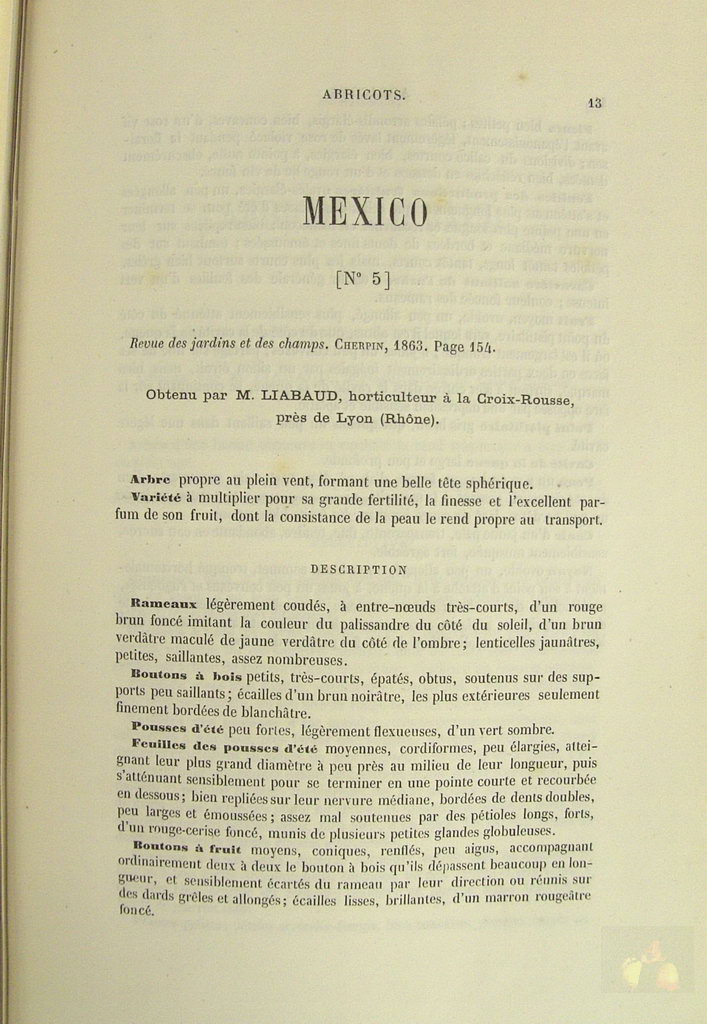 ABRICOTS.
13
MEXICO
[N° 5]
Revue des jardins et des champs. CHERPIN, 1863. Page 154.
Obtenu par M. LIABAUD, horticulteur à la Croix-Rousse,
près de Lyon (Rhône).
Arbre propre au plein vent, formant une belle tête sphérique.
Variété à multiplier pour sa grande fertilité, la finesse et l'excellent par-
fum de son fruit, dont la consistance de la peau le rend propre au transport.
DESCRIPTION
Rameaux légèrement coudés, à entre-nœuds très-courts, d'un rouge
brun foncé imitant la couleur du palissandre du côté du soleil, d'un brun
verdâtre maculé de jaune verdâtre du côté de l'ombre; lenticelles jaunâtres,
petites, saillantes, assez nombreuses.
Boutons à bois petits, très-courts, épatés, obtus, soutenus sur des sup-
ports peu saillants; écailles d'un brun noirâtre, les plus extérieures seulement
finement bordées de blanchâtre.
Pousses d'été peu fortes, légèrement flexueuses, d'un vert sombre.
Feuilles des pousses d'été moyennes, cordiformes, peu élargies, attei-
gnant leur plus grand diamètre à peu près au milieu de leur longueur, puis
s'atténuant sensiblement pour se terminer en une pointe courte et recourbée
en dessous; bien repliées sur leur nervure médiane, bordées de dents doubles,
peu larges et émoussées; assez mal soutenues par des pétioles longs, forts,
d'un rouge-cerise foncé, munis de plusieurs petites glandes globuleuses.
Boutons à fruit moyens, coniques, renflés, peu aigus, accompagnant
ordinairement deux à deux le bouton à bois qu'ils dépassent beaucoup en lon-
gueur, et sensiblement écartés du rameau par leur direction ou réunis sur
des dards grêles et allongés; écailles lisses, brillantes, d'un marron rougeâtre
foncé.